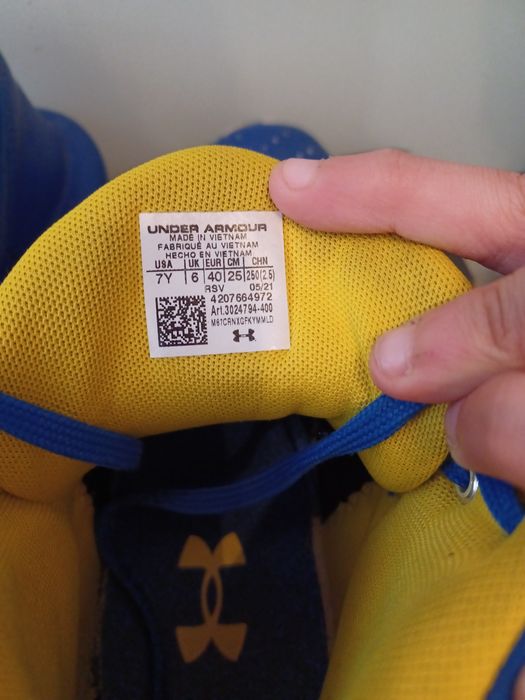 UNDER ARMOUR
MADE IN VIETNAM
FABRIQUÉ AU VIETNAM
HECHO EN VIETNAM
USA UK EUR CM CHN
7Y 6 40 25 250(2.5)
RSV 05/21
4207664972
Art.3024794-400
M67CRNXGFKYMMLD